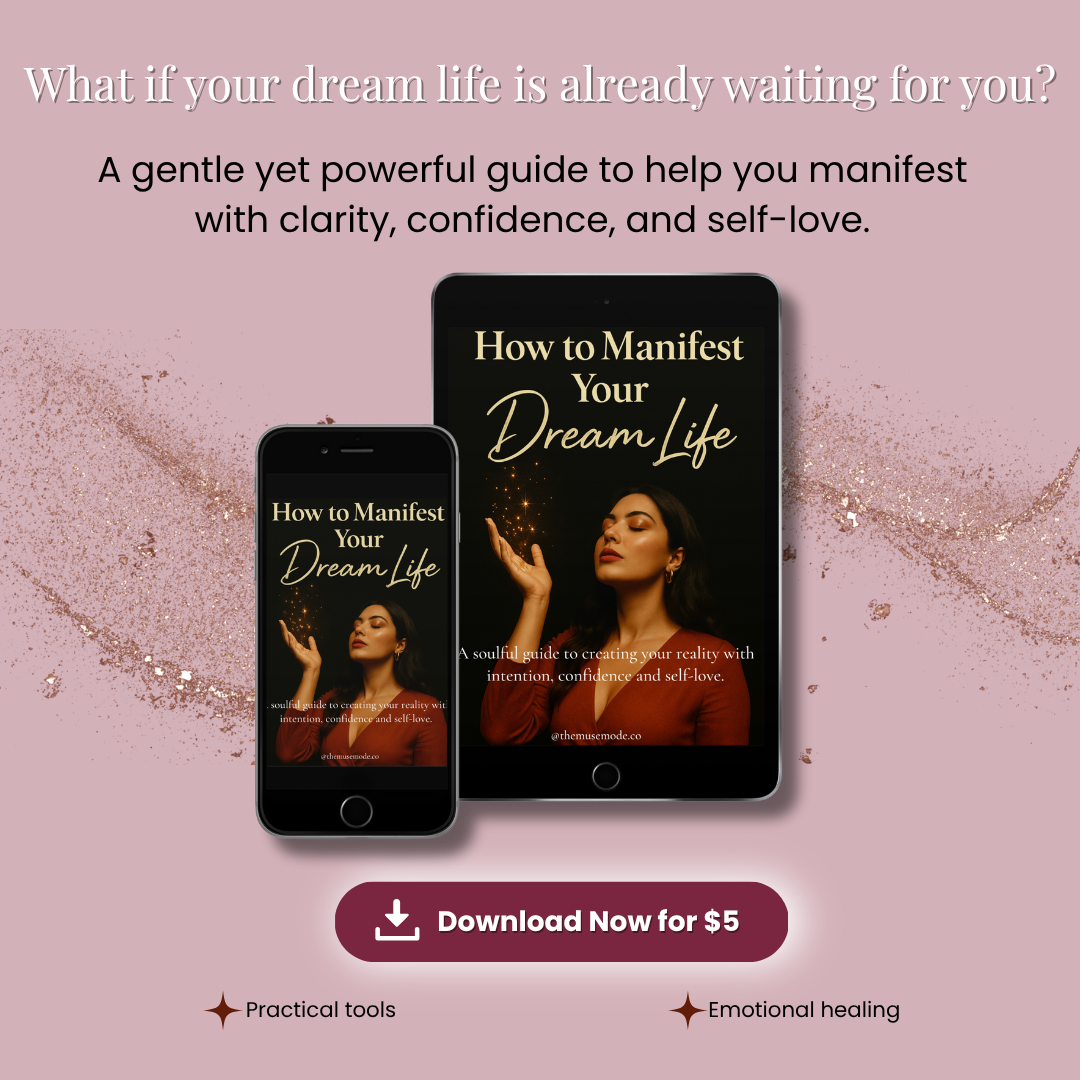 What if your dream life is already waiting for you?
A gentle yet powerful guide to help you manifest
with clarity, confidence, and self-love.
How to Manifest
Your
Dream Life
A soulful guide to creating your reality with
intention, confidence and self-love.
@themusemode.co
How to Manifest
Your
Dream Life
soulful guide to creating your reality wit
intention, confidence and self-love.
@themusemode.co
Download Now for $5
Practical tools
Emotional healing